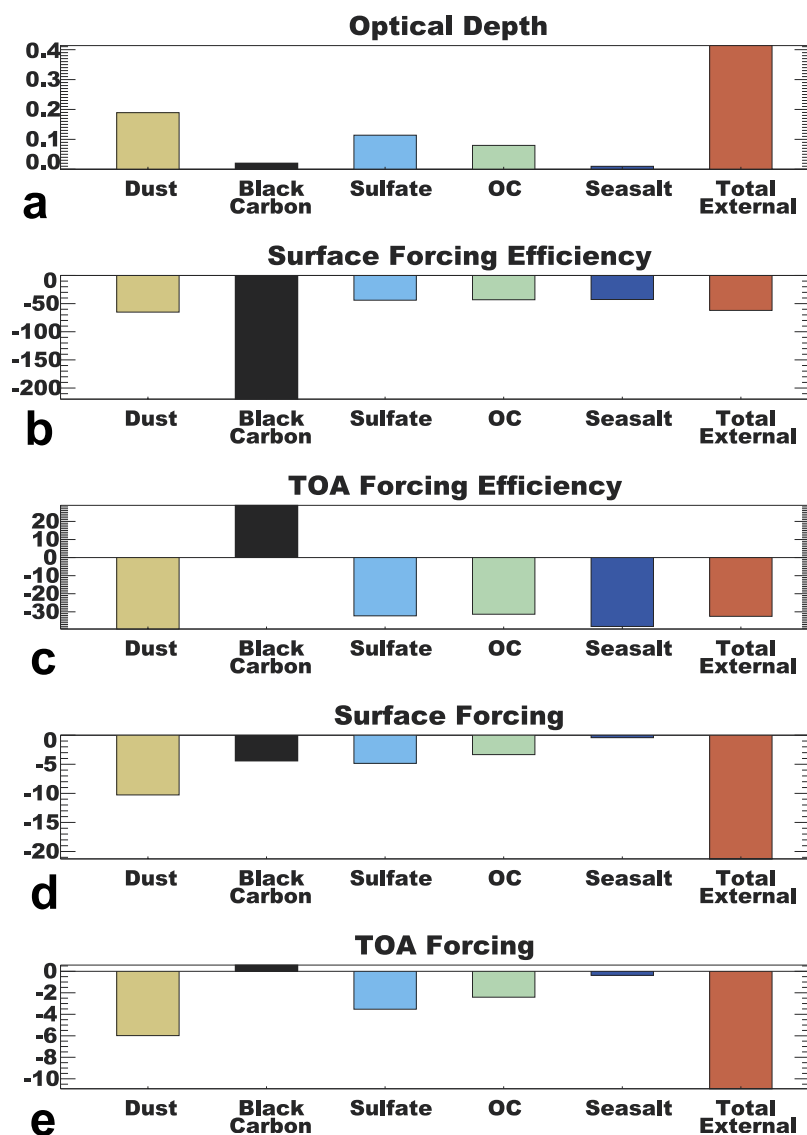 Optical Depth
0.4
0.3
0.2
0.1
0.0
Dust Black Sulfate OC Seasalt Total
Carbon External
a
Surface Forcing Efficiency
0
-50
-100
-150
-200
Dust Black Sulfate OC Seasalt Total
Carbon External
b
TOA Forcing Efficiency
20
10
0
-10
-20
-30
Dust Black Sulfate OC Seasalt Total
Carbon External
c
Surface Forcing
0
-5
-10
-15
-20
Dust Black Sulfate OC Seasalt Total
Carbon External
d
TOA Forcing
0
-2
-4
-6
-8
-10
Dust Black Sulfate OC Seasalt Total
Carbon External
e